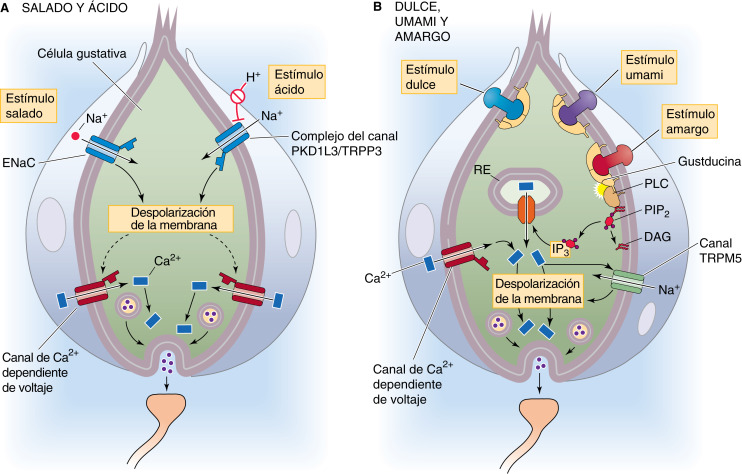 A SALADO Y ÁCIDO
Célula gustativa
Estímulo
salado
Na⁺
ENaC
H⁺
Estímulo
ácido
Na⁺
Complejo del canal
PKD1L3/TRPP3
Despolarización
de la membrana
Ca²⁺
Canal de Ca²⁺
dependiente
de voltaje
B DULCE,
UMAMI Y
AMARGO
Estímulo
dulce
Estímulo
umami
Estímulo
amargo
Gustducina
RE
PLC
PIP₂
IP₃
DAG
Canal
TRPM5
Ca²⁺
Na⁺
Despolarización
de la membrana
Canal de Ca²⁺
dependiente
de voltaje